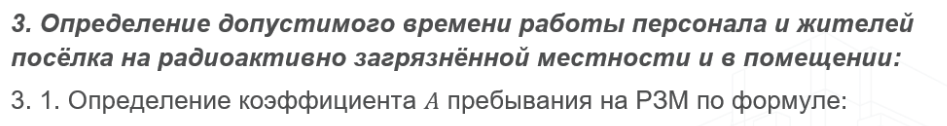 3. Определение допустимого времени работы персонала и жителей
посёлка на радиоактивно загрязнённой местности и в помещении:
3. 1. Определение коэффициента A пребывания на РЗМ по формуле: